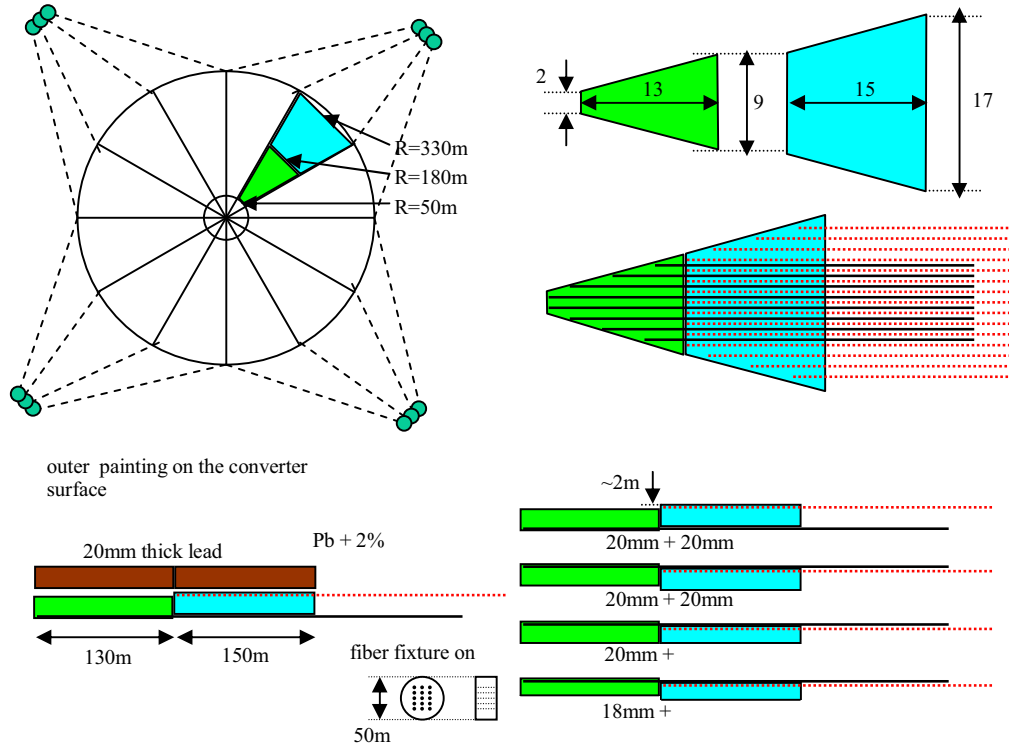 R=330m
R=180m
R=50m
2
13
9
15
17
outer painting on the converter
surface
20mm thick lead
Pb + 2%
130m
150m
fiber fixture on
50m
~2m
20mm + 20mm
20mm + 20mm
20mm +
18mm +